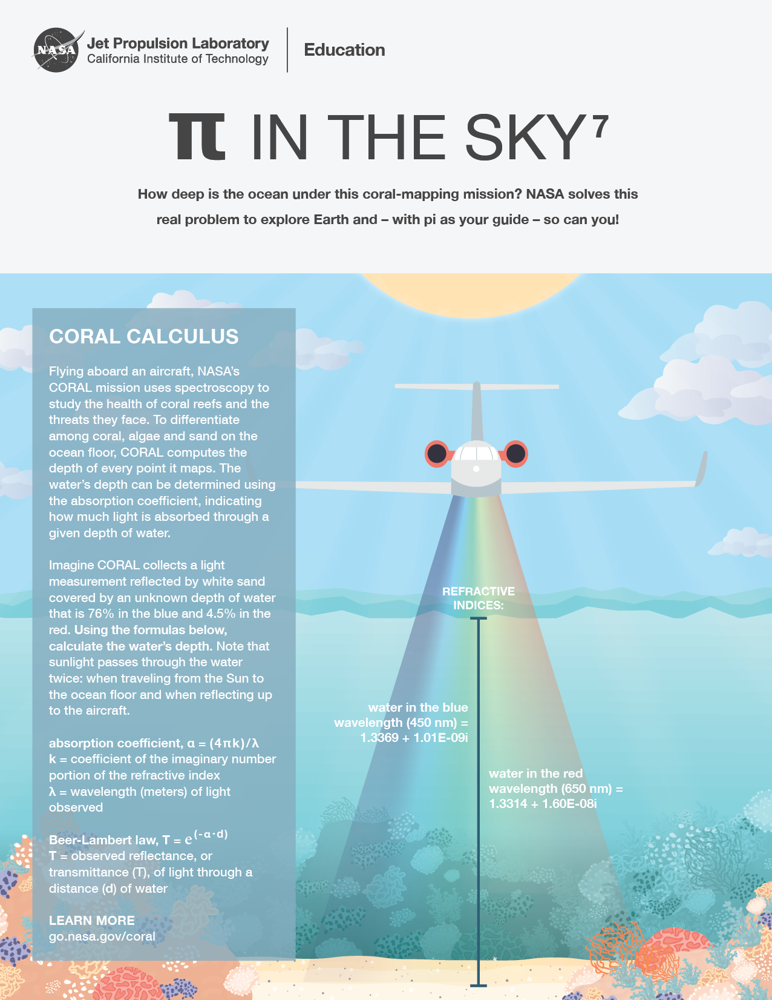 NASA
Jet Propulsion Laboratory
California Institute of Technology
Education
π IN THE SKY⁷
How deep is the ocean under this coral-mapping mission? NASA solves this
real problem to explore Earth and – with pi as your guide – so can you!
CORAL CALCULUS
Flying aboard an aircraft, NASA’s
CORAL mission uses spectroscopy to
study the health of coral reefs and the
threats they face. To differentiate
among coral, algae and sand on the
ocean floor, CORAL computes the
depth of every point it maps. The
water’s depth can be determined using
the absorption coefficient, indicating
how much light is absorbed through a
given depth of water.
Imagine CORAL collects a light
measurement reflected by white sand
covered by an unknown depth of water
that is 76% in the blue and 4.5% in the
red. Using the formulas below,
calculate the water’s depth. Note that
sunlight passes through the water
twice: when traveling from the Sun to
the ocean floor and when reflecting up
to the aircraft.
absorption coefficient, α = (4πk)/λ
k = coefficient of the imaginary number
portion of the refractive index
λ = wavelength (meters) of light
observed
Beer-Lambert law, T = e^(-α·d)
T = observed reflectance, or
transmittance (T), of light through a
distance (d) of water
LEARN MORE
go.nasa.gov/coral
REFRACTIVE
INDICES:
water in the blue
wavelength (450 nm) =
1.3369 + 1.01E-09i
water in the red
wavelength (650 nm) =
1.3314 + 1.60E-08i